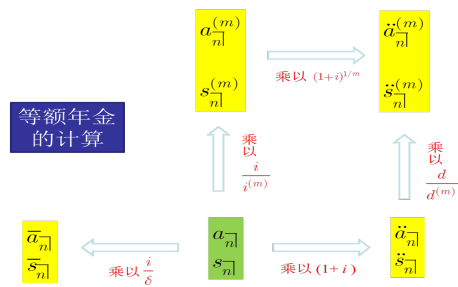 a_{n⌉}^{(m)}
s_{n⌉}^{(m)}
乘以 (1+i)^{1/m}
ä_{n⌉}^{(m)}
s̈_{n⌉}^{(m)}
等额年金
的计算
乘
以
i
i^{(m)}
乘
以
d
d^{(m)}
a̅_{n⌉}
s̅_{n⌉}
乘以 i/δ
a_{n⌉}
s_{n⌉}
乘以(1+i)
ä_{n⌉}
s̈_{n⌉}